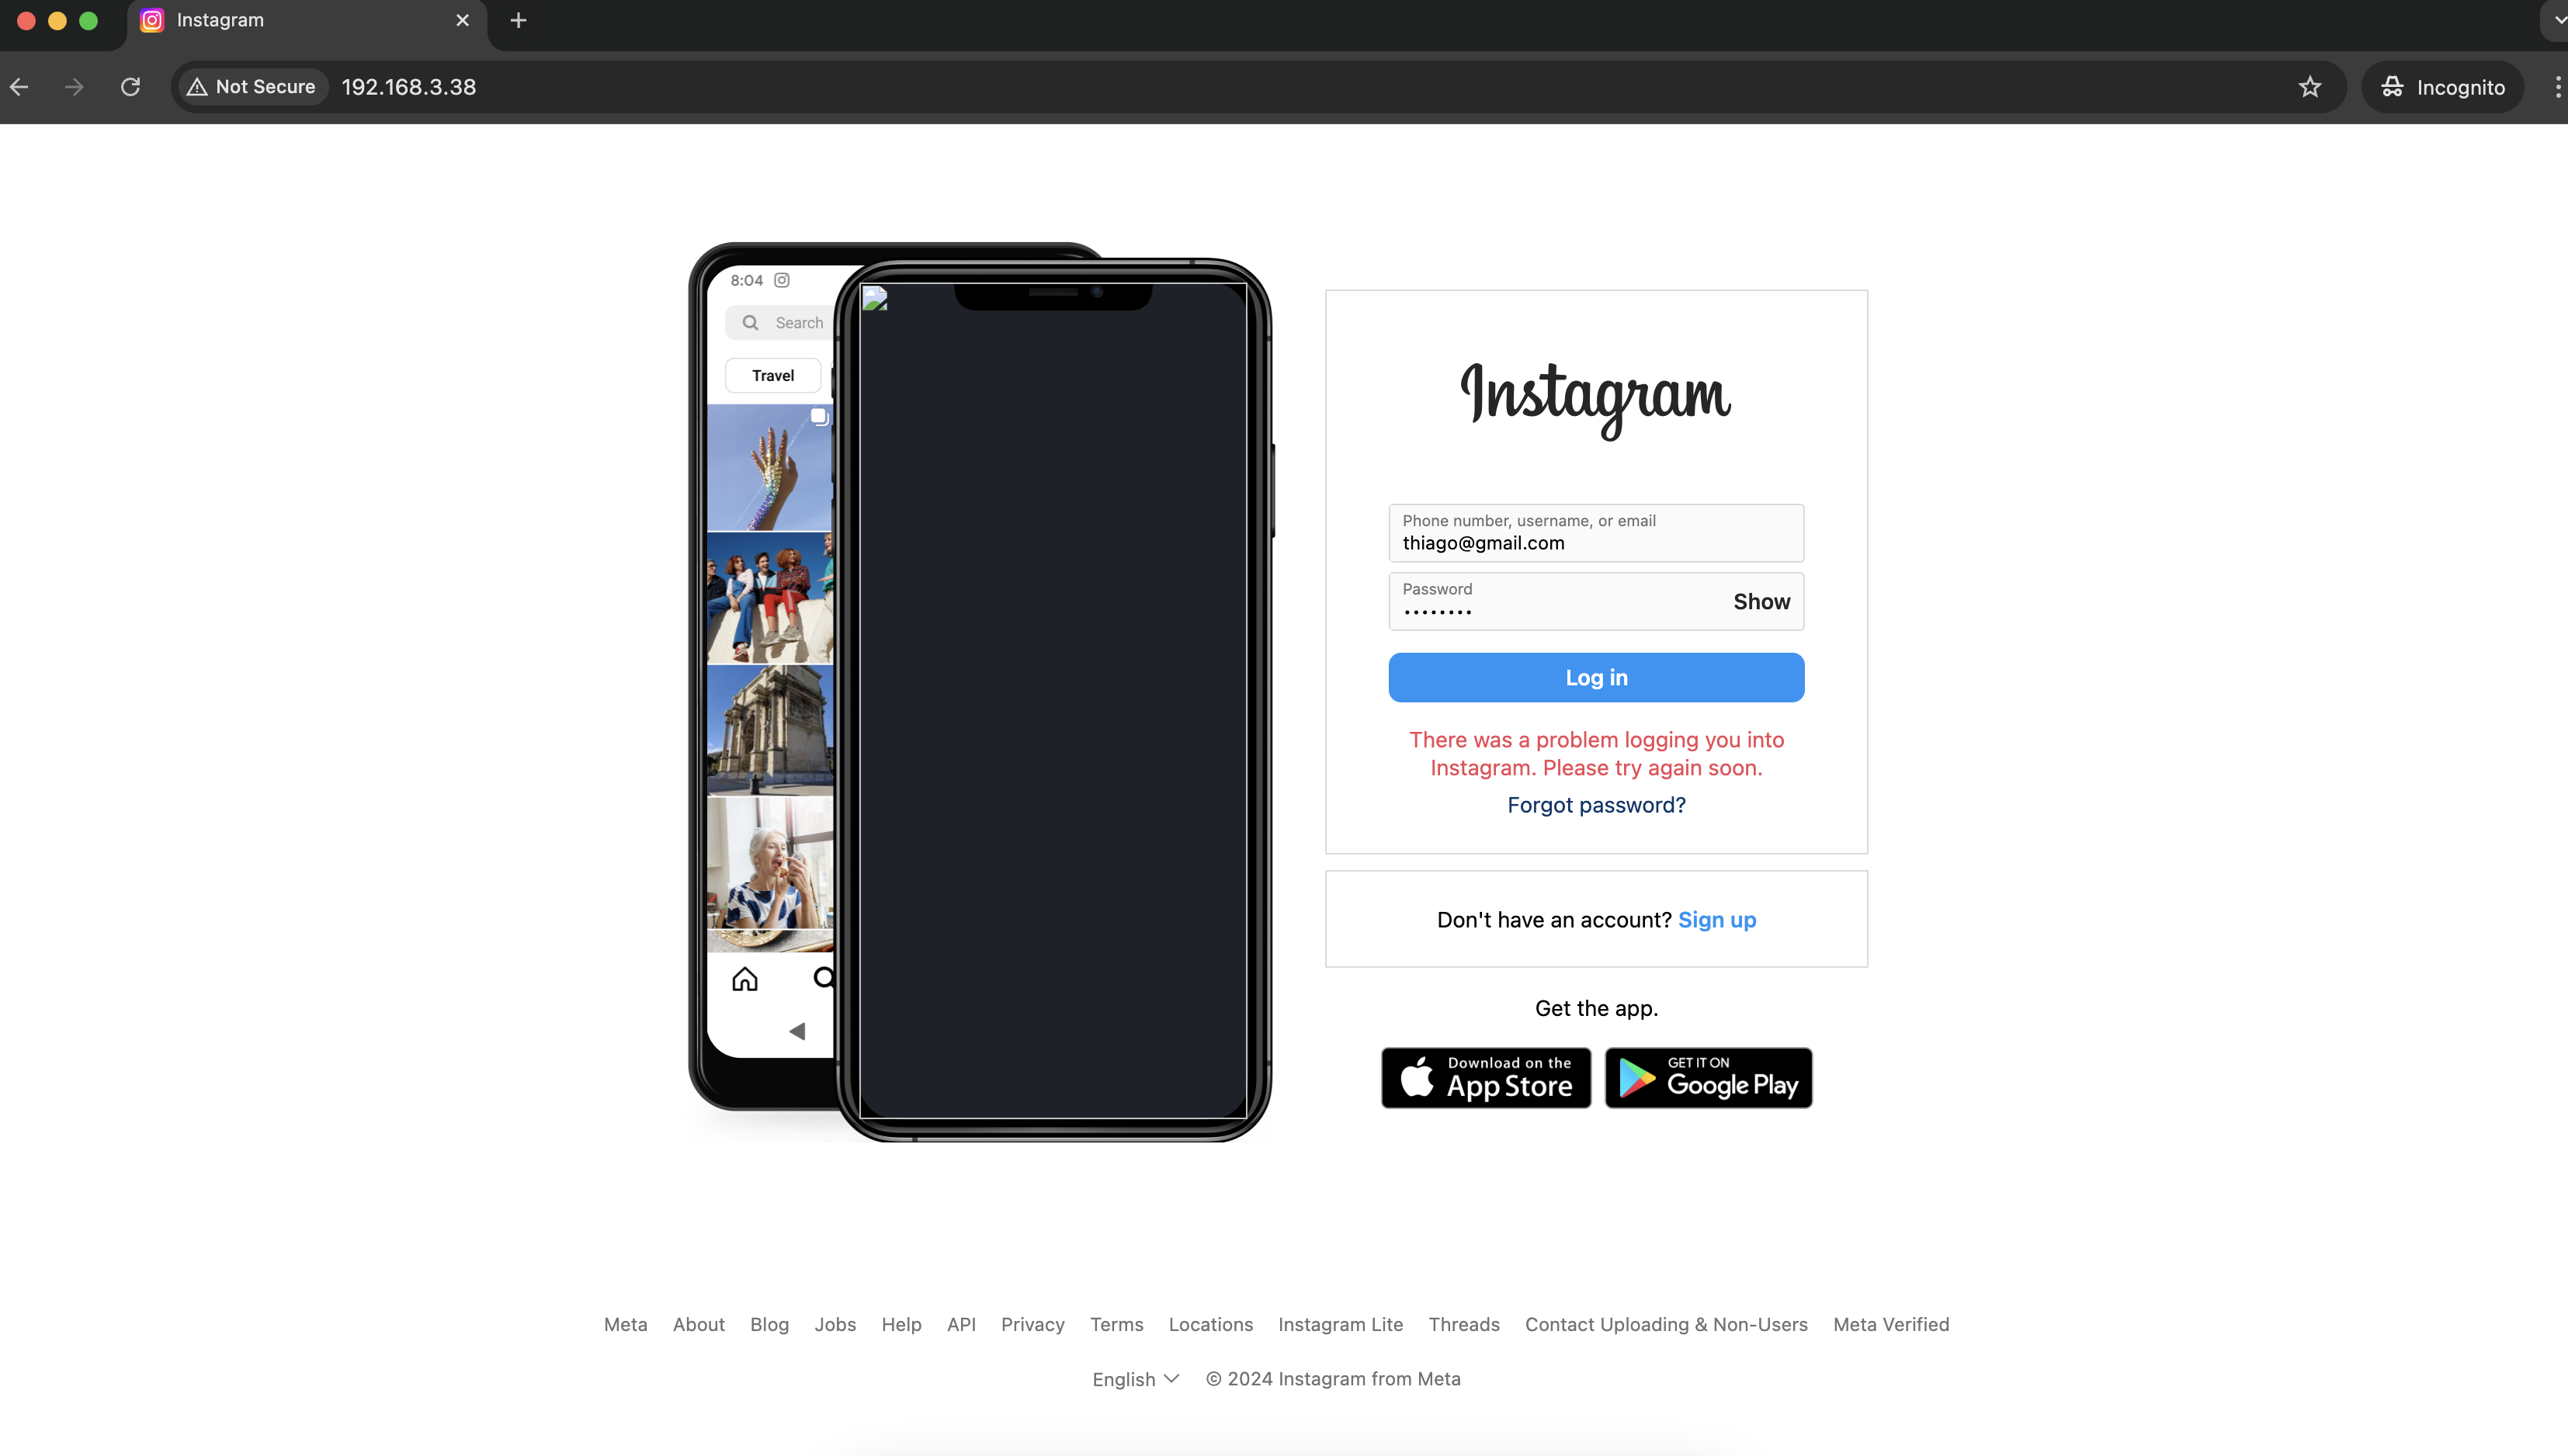 Instagram
Not Secure 192.168.3.38
Incognito
8:04
Search
Travel
Instagram
Phone number, username, or email
thiago@gmail.com
Password
••••••••
Show
Log in
There was a problem logging you into
Instagram. Please try again soon.
Forgot password?
Don't have an account? Sign up
Get the app.
Download on the
App Store
GET IT ON
Google Play
Meta About Blog Jobs Help API Privacy Terms Locations Instagram Lite Threads Contact Uploading & Non-Users Meta Verified
English © 2024 Instagram from Meta